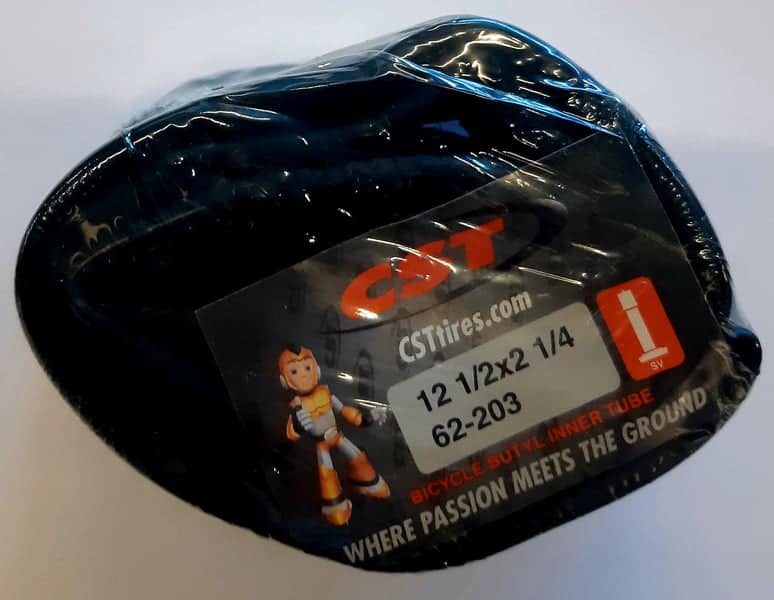 CST
CSTtires.com
12 1/2x2 1/4
62-203
SV
BICYCLE BUTYL INNER TUBE
WHERE PASSION MEETS THE GROUND